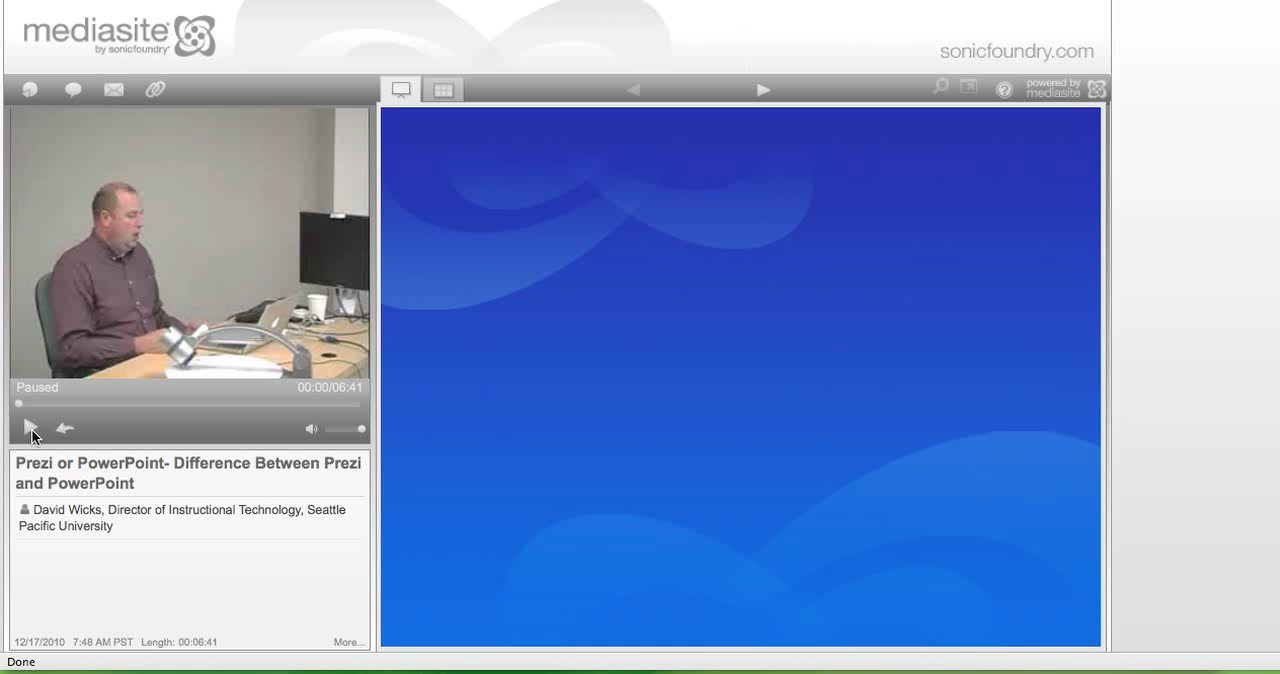 mediasite
by sonicfoundry
sonicfoundry.com
powered by
mediasite
Paused
00:00/06:41
Prezi or PowerPoint- Difference Between Prezi
and PowerPoint
David Wicks, Director of Instructional Technology, Seattle
Pacific University
12/17/2010 7:48 AM PST Length: 00:06:41
More...
Done